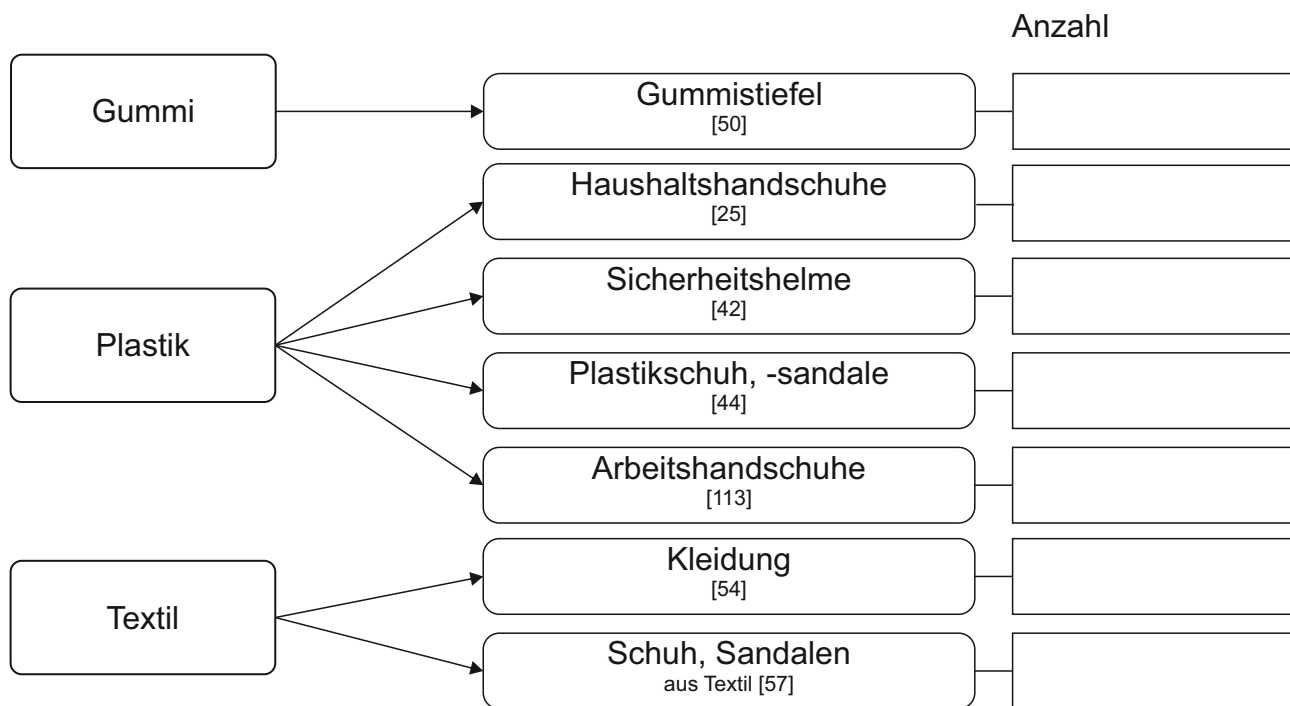 Anzahl
Gummi
Gummistiefel
[50]
Haushaltshandschuhe
[25]
Plastik
Sicherheitshelme
[42]
Plastikschuh, -sandale
[44]
Arbeitshandschuhe
[113]
Textil
Kleidung
[54]
Schuh, Sandalen
aus Textil [57]